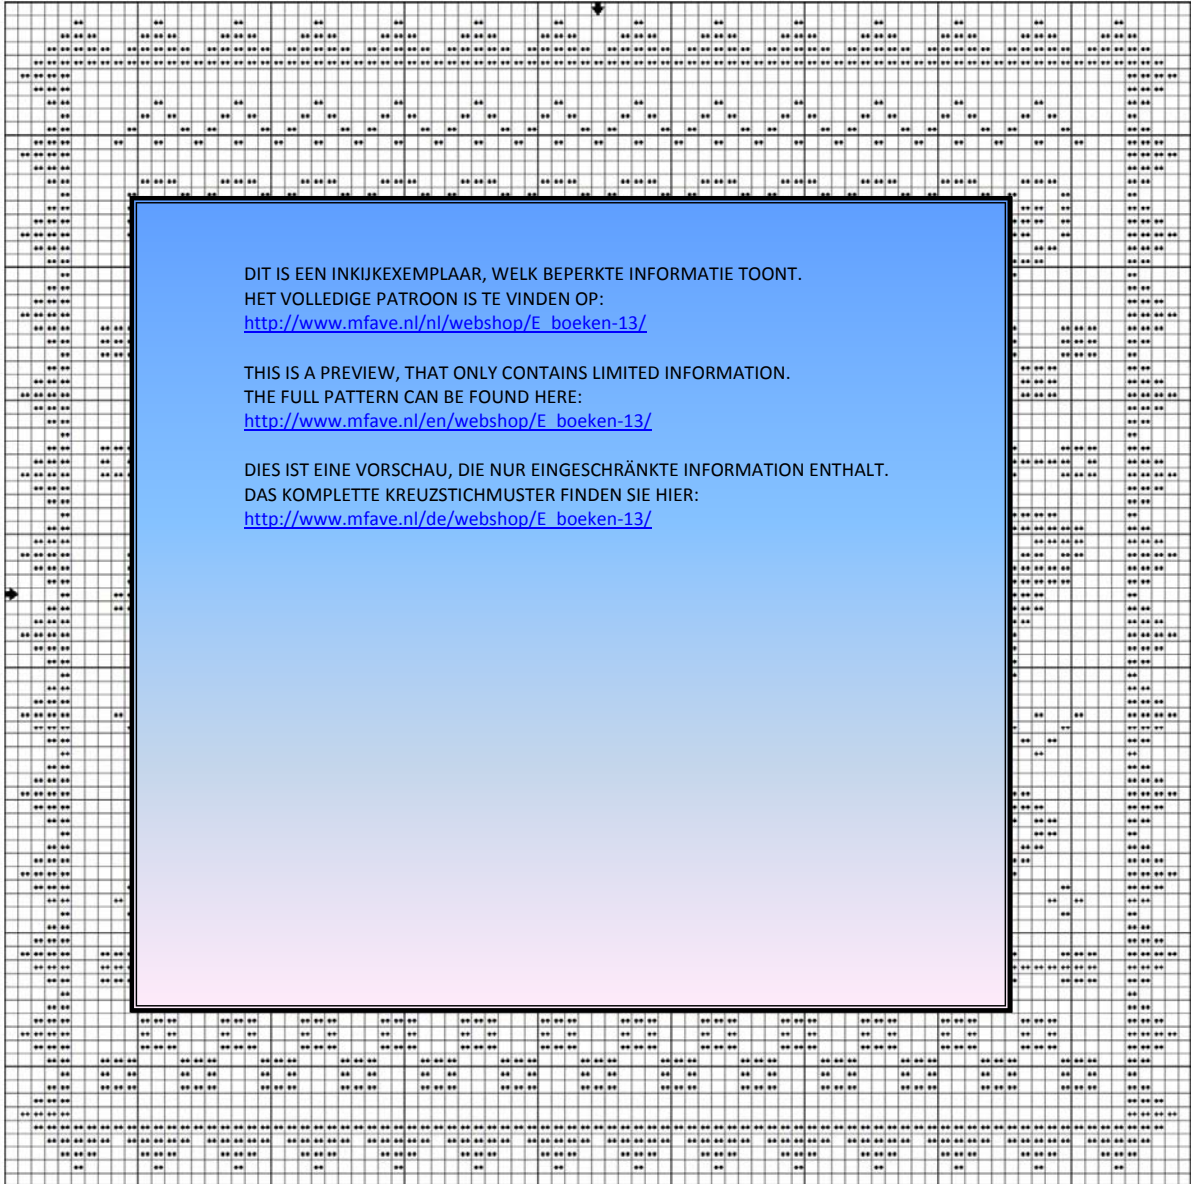 DIT IS EEN INKIJKEXEMPLAAR, WELK BEPERKTE INFORMATIE TOONT.
HET VOLLEDIGE PATROON IS TE VINDEN OP:
http://www.mfave.nl/nl/webshop/E_boeken-13/
THIS IS A PREVIEW, THAT ONLY CONTAINS LIMITED INFORMATION.
THE FULL PATTERN CAN BE FOUND HERE:
http://www.mfave.nl/en/webshop/E_boeken-13/
DIES IST EINE VORSCHAU, DIE NUR EINGESCHRÄNKTE INFORMATION ENTHALT.
DAS KOMPLETTE KREUZSTICHMUSTER FINDEN SIE HIER:
http://www.mfave.nl/de/webshop/E_boeken-13/